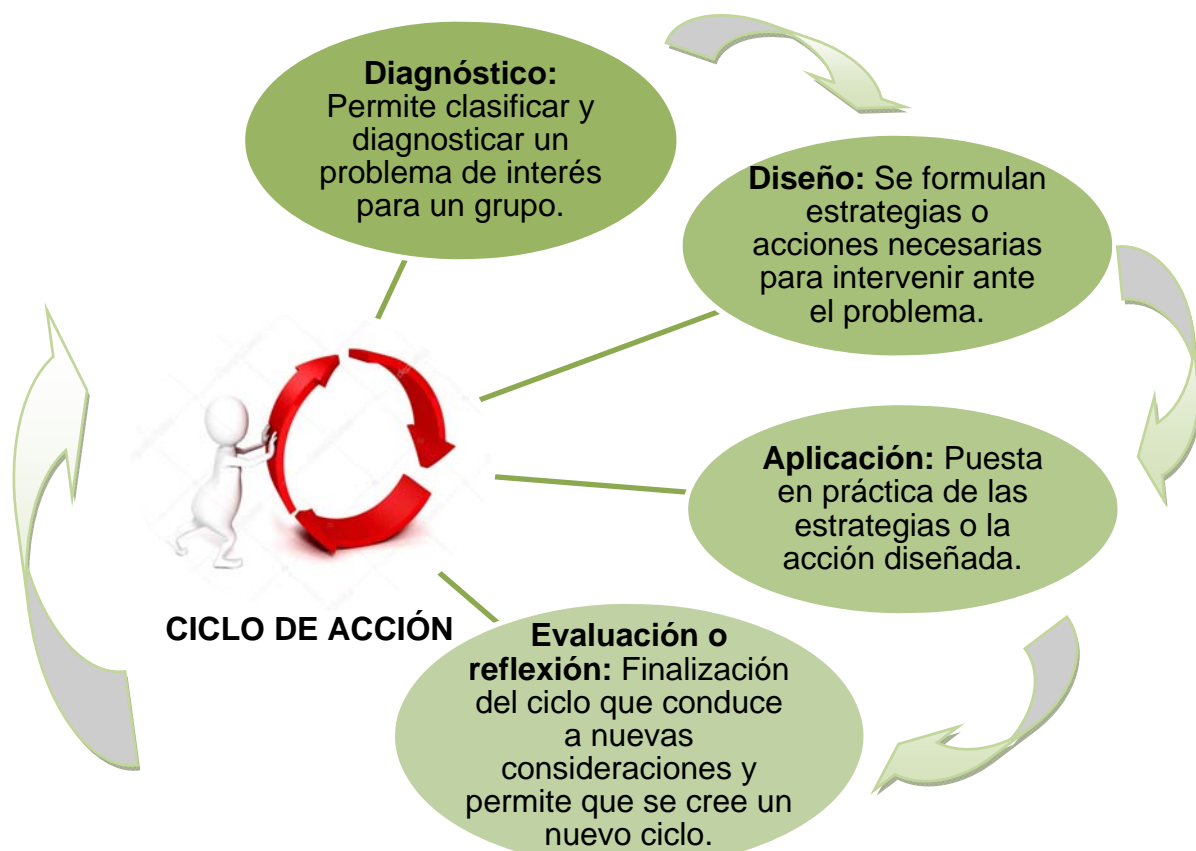 Diagnóstico:
Permite clasificar y
diagnosticar un
problema de interés
para un grupo.
Diseño: Se formulan
estrategias o
acciones necesarias
para intervenir ante
el problema.
Aplicación: Puesta
en práctica de las
estrategias o la
acción diseñada.
Evaluación o
reflexión: Finalización
del ciclo que conduce
a nuevas
consideraciones y
permite que se cree un
nuevo ciclo.
CICLO DE ACCIÓN